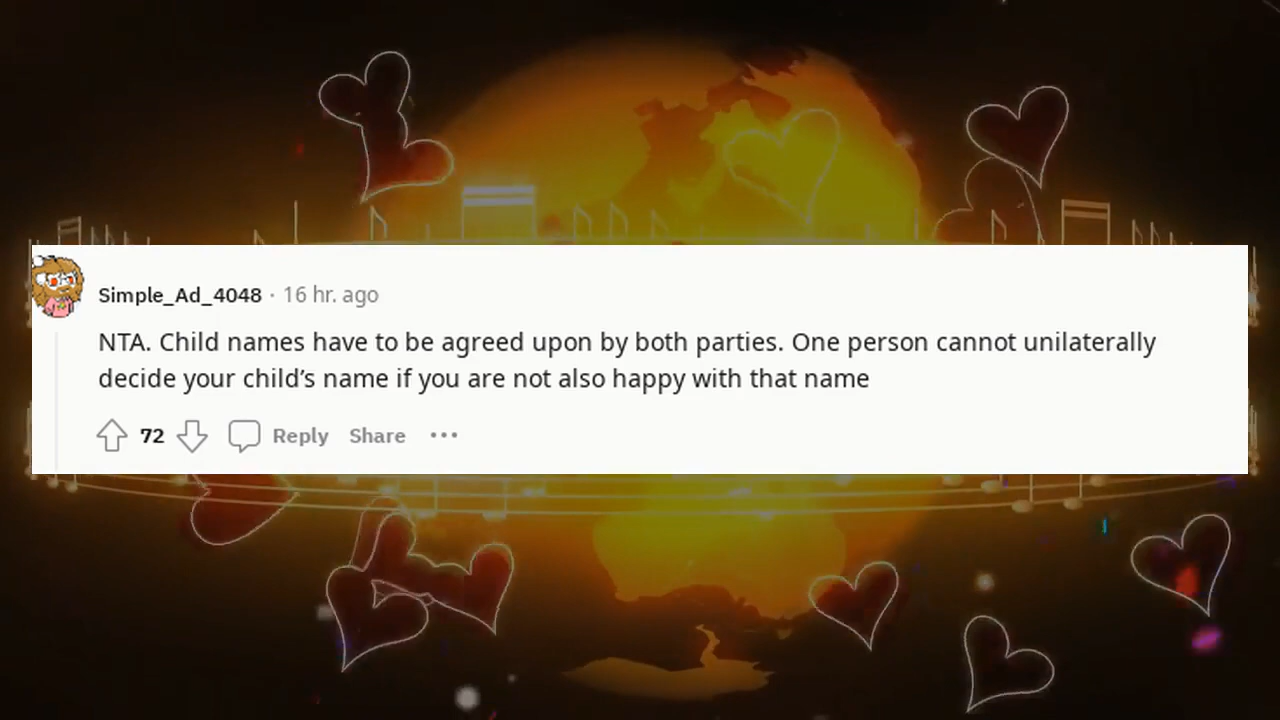 Simple_Ad_4048 · 16 hr. ago
NTA. Child names have to be agreed upon by both parties. One person cannot unilaterally
decide your child’s name if you are not also happy with that name
72 Reply Share •••